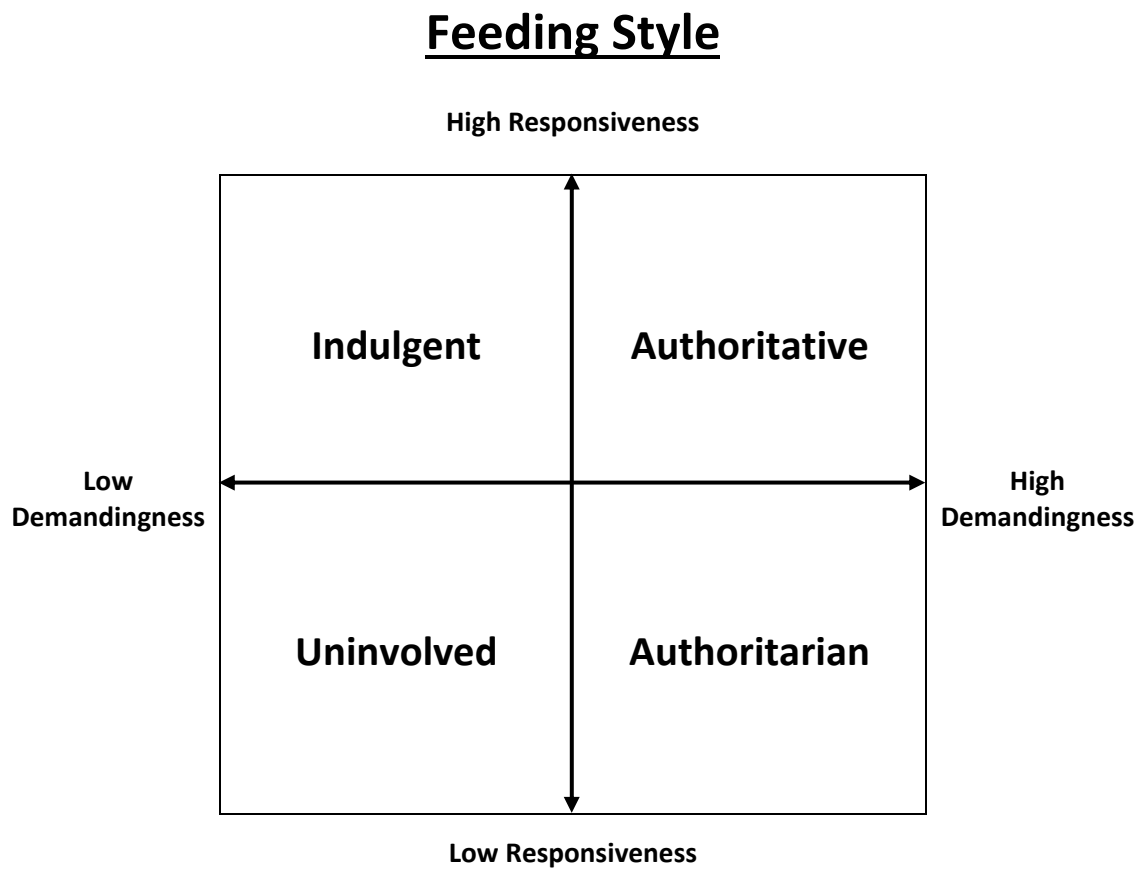 Feeding Style
High Responsiveness
Indulgent
Authoritative
Low
Demandingness
High
Demandingness
Uninvolved
Authoritarian
Low Responsiveness